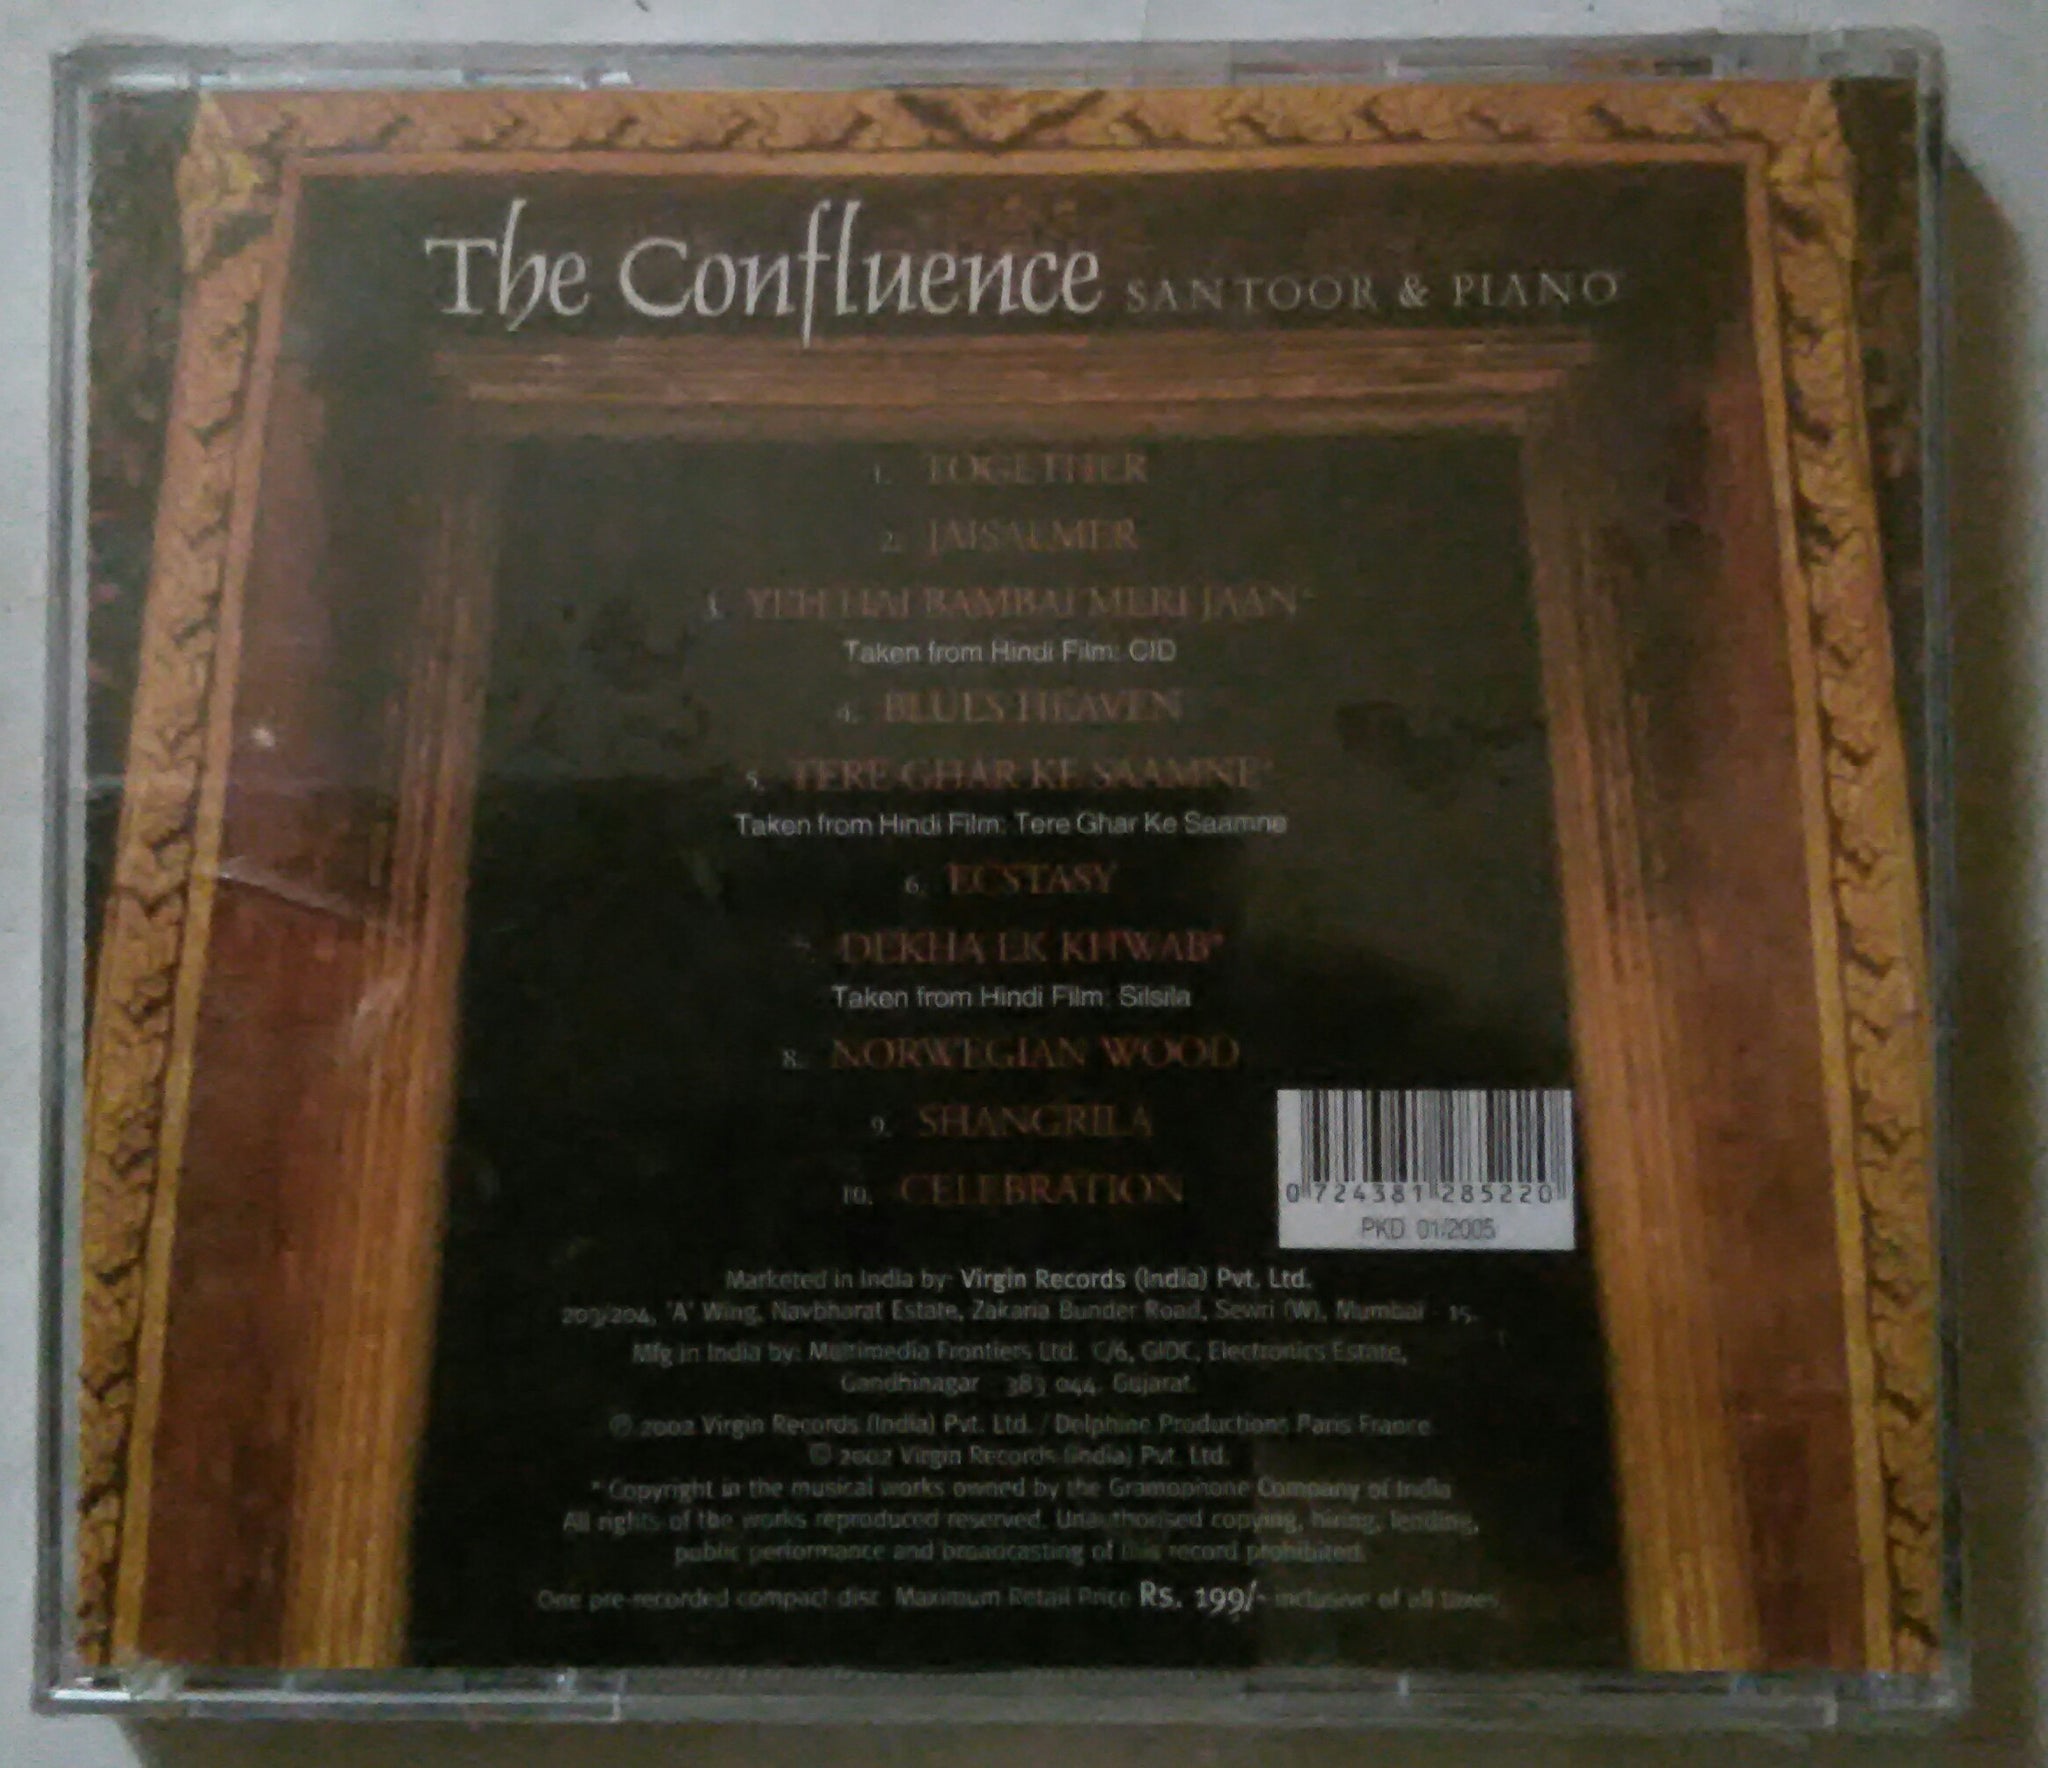 The Confluence SANTOOR & PIANO
1. TOGETHER
2. JAISALMER
3. YEH HAI BAMBAI MERI JAAN*
Taken from Hindi Film: CID
4. BLUES HEAVEN
5. TERE GHAR KE SAAMNE*
Taken from Hindi Film: Tere Ghar Ke Saamne
6. ECSTASY
7. DEKHA EK KHWAB*
Taken from Hindi Film: Silsila
8. NORWEGIAN WOOD
9. SHANGRILA
10. CELEBRATION
0 724381 285220
PKD. 01/2005
Marketed in India by: Virgin Records (India) Pvt. Ltd.
203/204, 'A' Wing, Navbharat Estate, Zakaria Bunder Road, Sewri (W), Mumbai - 15.
Mfg in India by: Multimedia Frontiers Ltd. C/6, GIDC, Electronics Estate,
Gandhinagar - 383 044. Gujarat.
℗ 2002 Virgin Records (India) Pvt. Ltd. / Delphine Productions Paris France
© 2002 Virgin Records (India) Pvt. Ltd.
* Copyright in the musical works owned by the Gramophone Company of India
All rights of the works reproduced reserved. Unauthorised copying, hiring, lending,
public performance and broadcasting of this record prohibited.
One pre-recorded compact disc Maximum Retail Price Rs. 199/- inclusive of all taxes.